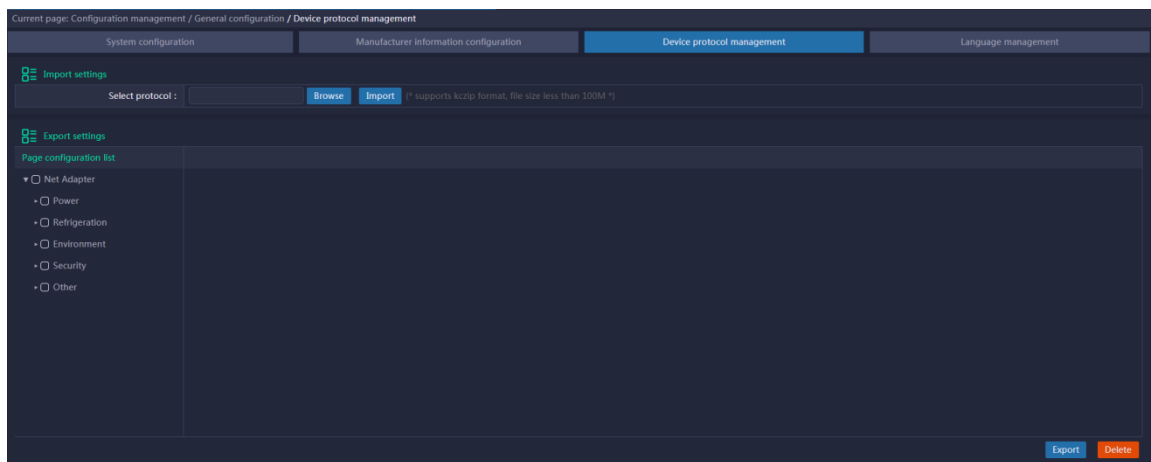 Current page: Configuration management / General configuration / Device protocol management
System configuration Manufacturer information configuration Device protocol management Language management
Import settings
Select protocol : Browse Import (* supports kczip format, file size less than 100M *)
Export settings
Page configuration list
Net Adapter
Power
Refrigeration
Environment
Security
Other
Export Delete